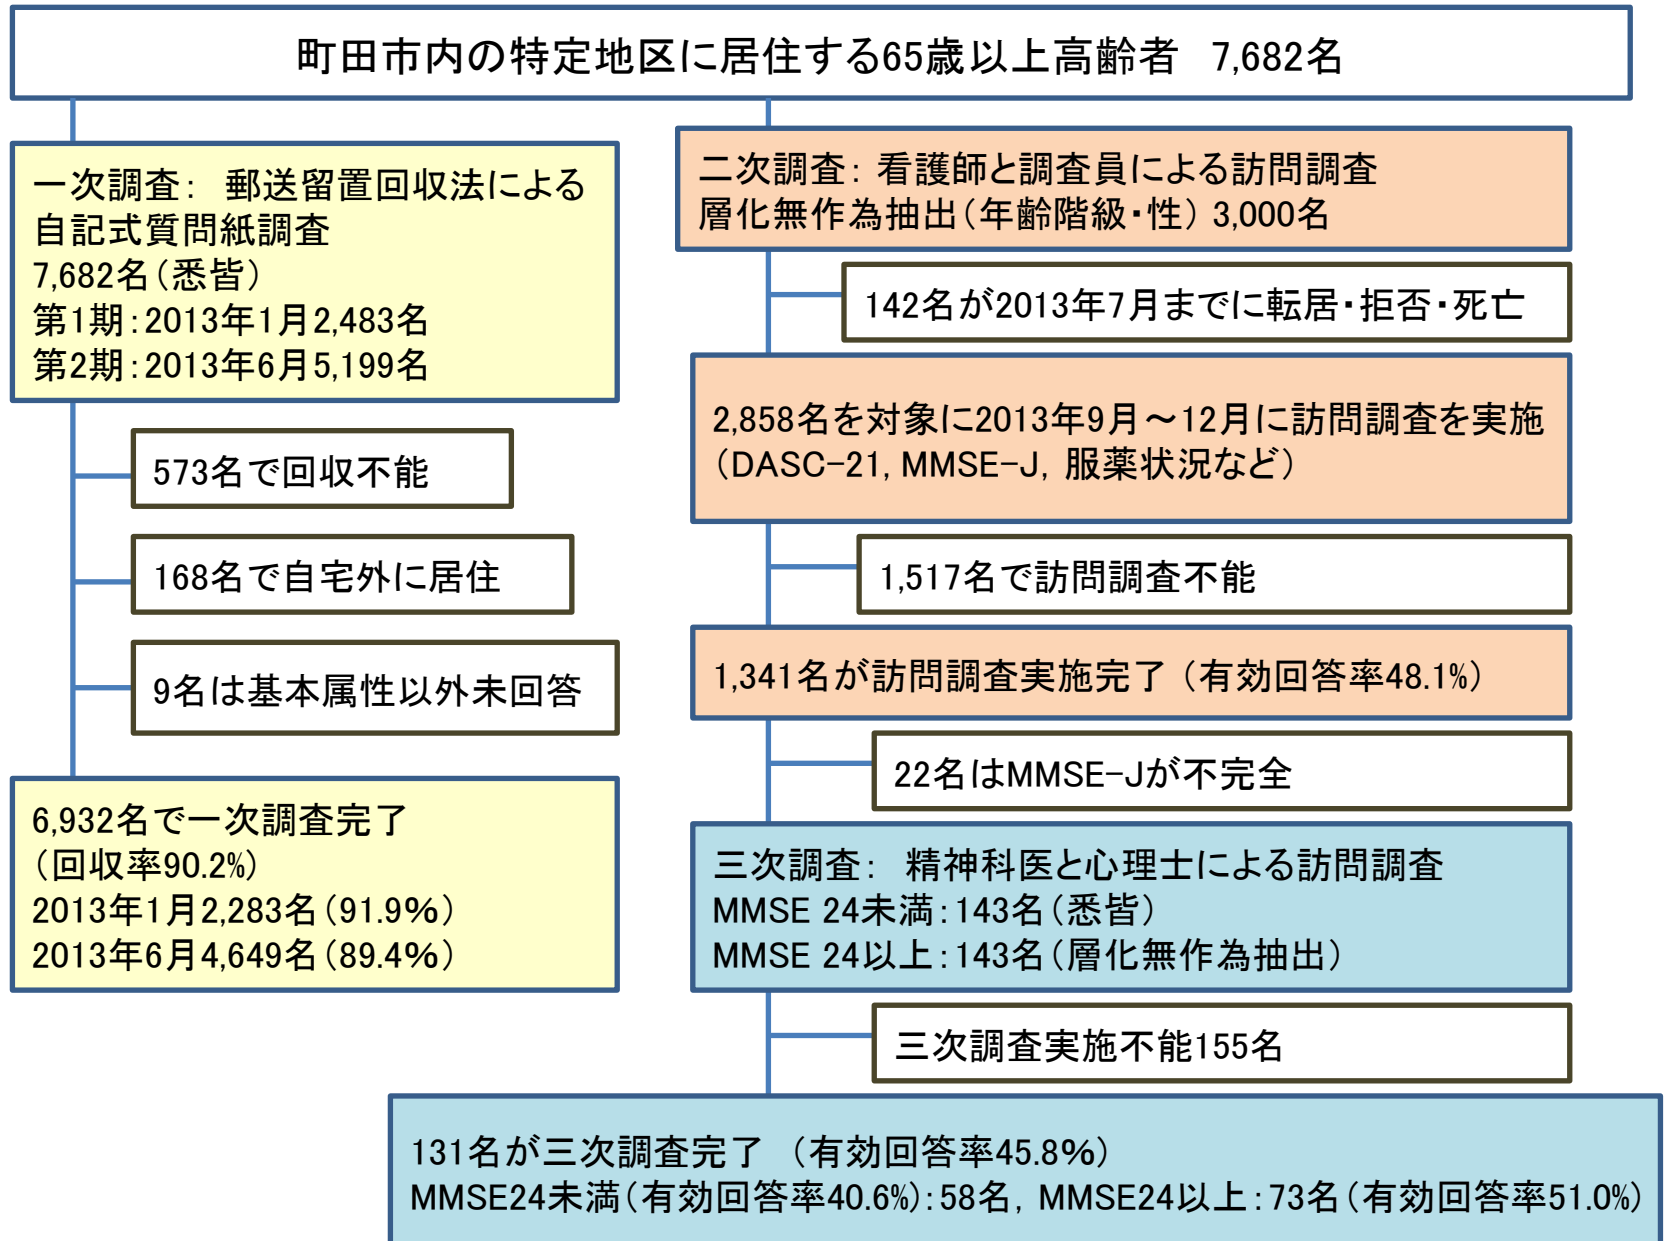 町田市内の特定地区に居住する65歳以上高齢者　7,682名
一次調査：　郵送留置回収法による
自記式質問紙調査
7,682名（悉皆）
第1期：2013年1月2,483名
第2期：2013年6月5,199名
573名で回収不能
168名で自宅外に居住
9名は基本属性以外未回答
6,932名で一次調査完了
（回収率90.2%）
2013年1月2,283名（91.9%）
2013年6月4,649名（89.4%）
二次調査：看護師と調査員による訪問調査
層化無作為抽出（年齢階級・性） 3,000名
142名が2013年7月までに転居・拒否・死亡
2,858名を対象に2013年9月～12月に訪問調査を実施
（DASC-21, MMSE-J, 服薬状況など）
1,517名で訪問調査不能
1,341名が訪問調査実施完了（有効回答率48.1%）
22名はMMSE-Jが不完全
三次調査：　精神科医と心理士による訪問調査
MMSE 24未満：143名（悉皆）
MMSE 24以上：143名（層化無作為抽出）
三次調査実施不能155名
131名が三次調査完了 （有効回答率45.8%）
MMSE24未満（有効回答率40.6%）：58名, MMSE24以上：73名（有効回答率51.0%）